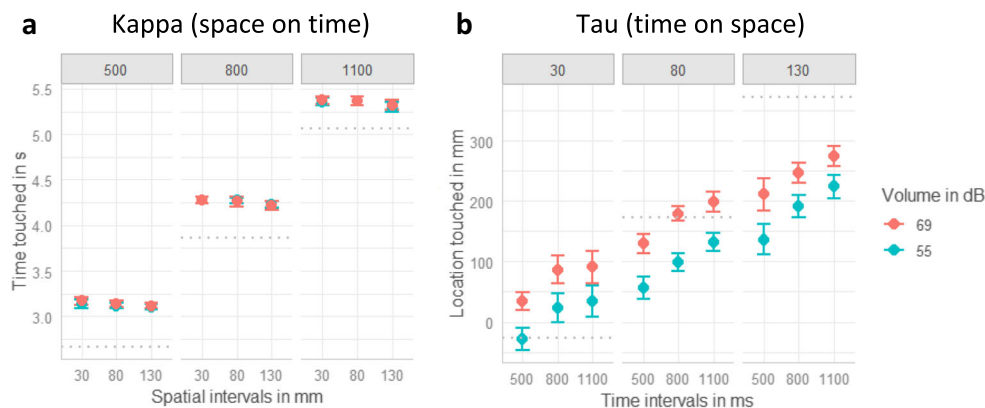 a Kappa (space on time)
500 800 1100
Time touched in s
5.5
5.0
4.5
4.0
3.5
3.0
30 80 130 30 80 130 30 80 130
Spatial intervals in mm
b Tau (time on space)
30 80 130
Location touched in mm
300
200
100
0
500 800 1100 500 800 1100 500 800 1100
Time intervals in ms
Volume in dB
69
55